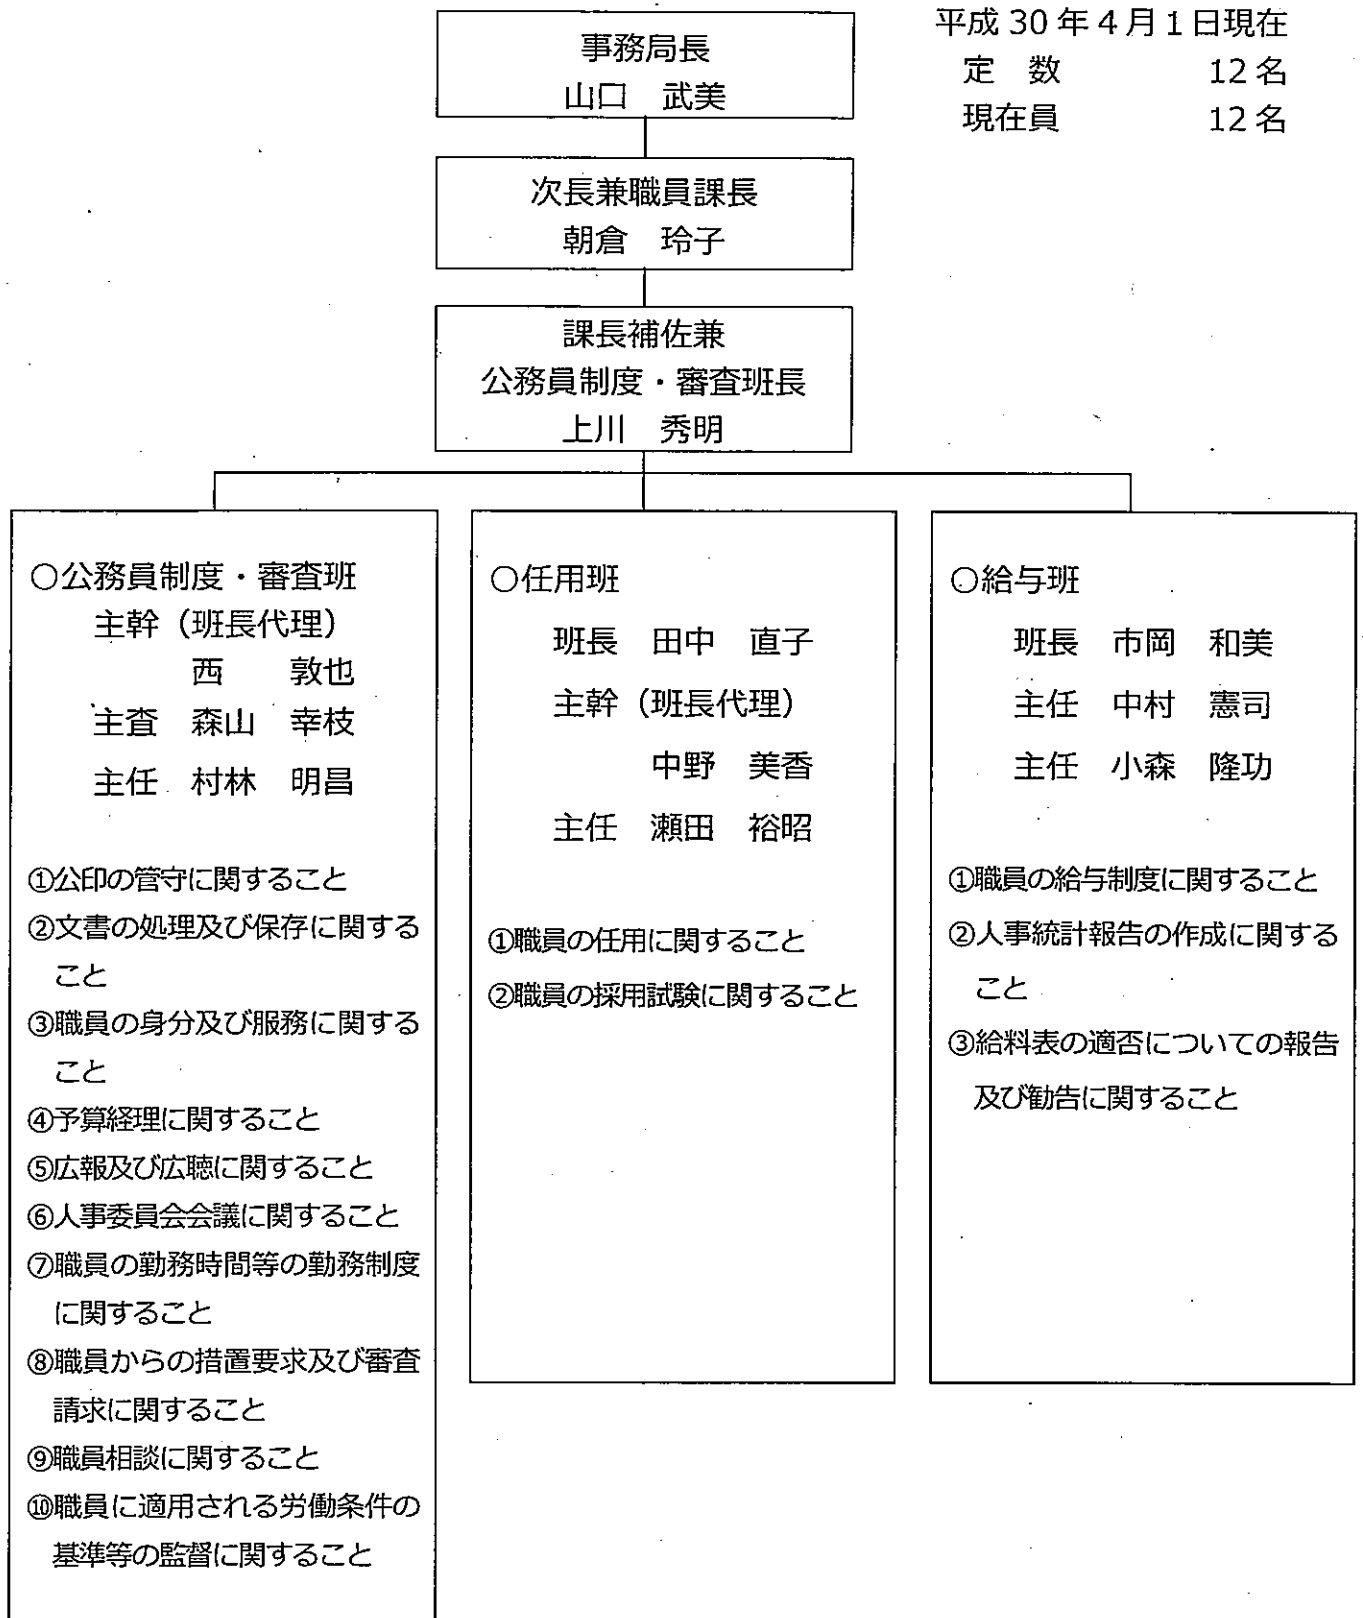 事務局長
山口 武美
平成30年4月1日現在
定 数 12名
現在員 12名
次長兼職員課長
朝倉 玲子
課長補佐兼
公務員制度・審査班長
上川 秀明
○公務員制度・審査班
主幹（班長代理）
西 敦也
主査 森山 幸枝
主任 村林 明昌
①公印の管守に関すること
②文書の処理及び保存に関する
こと
③職員の身分及び服務に関する
こと
④予算経理に関すること
⑤広報及び広聴に関すること
⑥人事委員会会議に関すること
⑦職員の勤務時間等の勤務制度
に関すること
⑧職員からの措置要求及び審査
請求に関すること
⑨職員相談に関すること
⑩職員に適用される労働条件の
基準等の監督に関すること
○任用班
班長 田中 直子
主幹（班長代理）
中野 美香
主任 瀬田 裕昭
①職員の任用に関すること
②職員の採用試験に関すること
○給与班
班長 市岡 和美
主任 中村 憲司
主任 小森 隆功
①職員の給与制度に関すること
②人事統計報告の作成に関する
こと
③給料表の適否についての報告
及び勧告に関すること